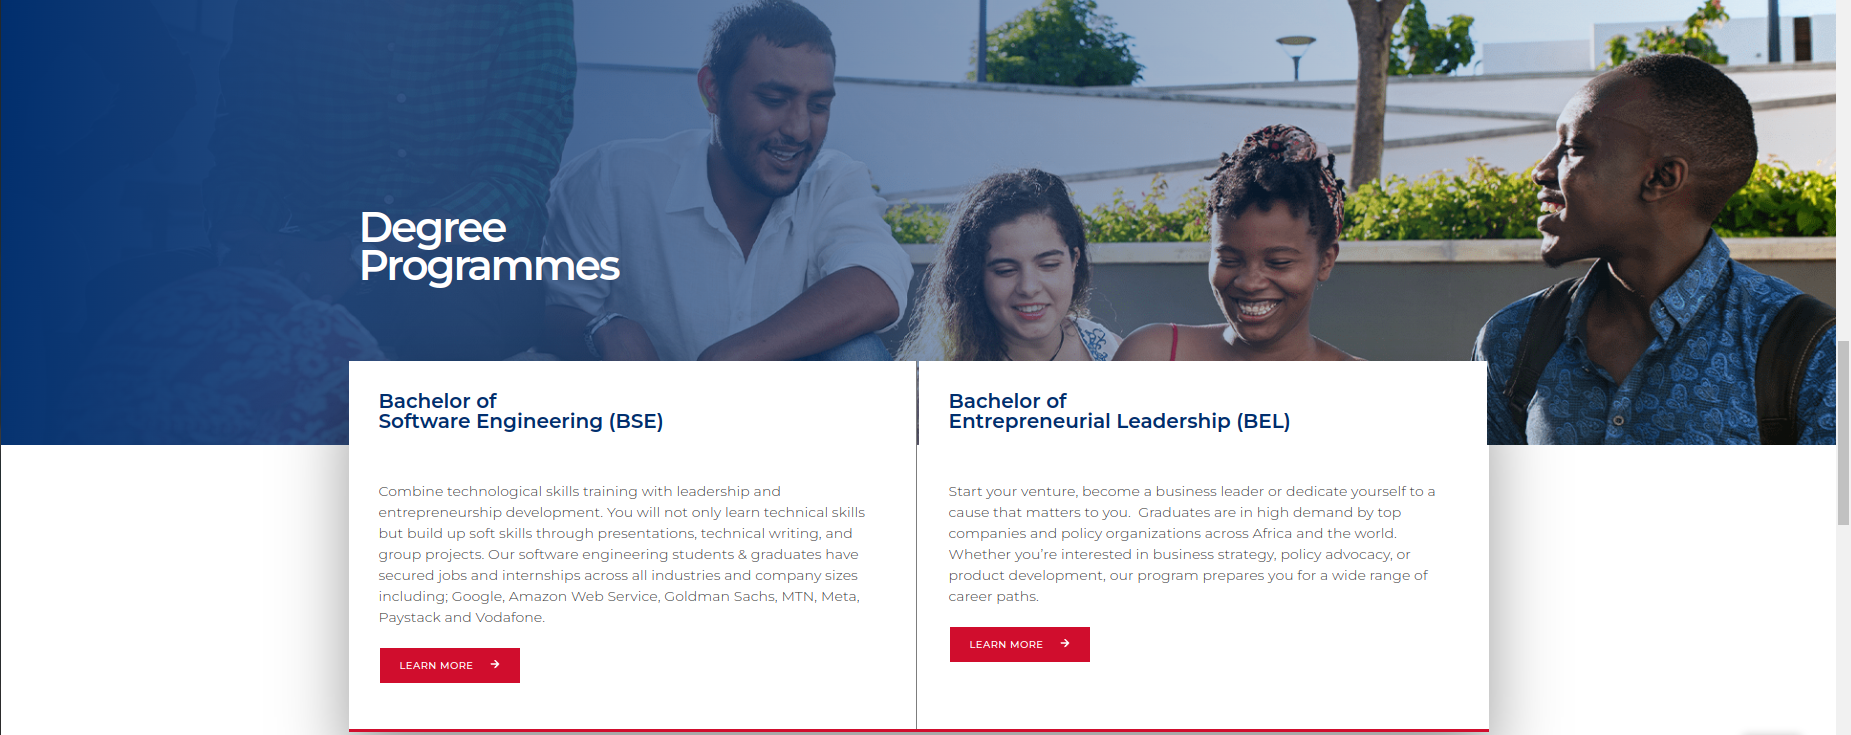 Degree
Programmes
Bachelor of
Software Engineering (BSE)
Combine technological skills training with leadership and
entrepreneurship development. You will not only learn technical skills
but build up soft skills through presentations, technical writing, and
group projects. Our software engineering students & graduates have
secured jobs and internships across all industries and company sizes
including; Google, Amazon Web Service, Goldman Sachs, MTN, Meta,
Paystack and Vodafone.
LEARN MORE →
Bachelor of
Entrepreneurial Leadership (BEL)
Start your venture, become a business leader or dedicate yourself to a
cause that matters to you.  Graduates are in high demand by top
companies and policy organizations across Africa and the world.
Whether you’re interested in business strategy, policy advocacy, or
product development, our program prepares you for a wide range of
career paths.
LEARN MORE →